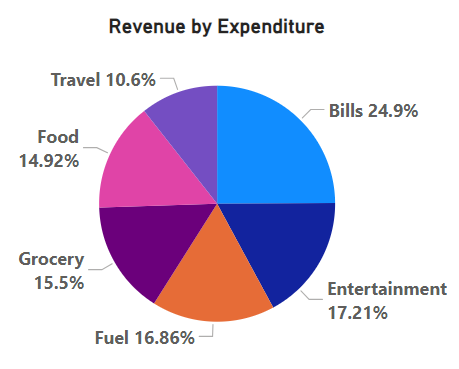 Revenue by Expenditure
Travel 10.6%
Bills 24.9%
Food
14.92%
Grocery
15.5%
Entertainment
17.21%
Fuel 16.86%